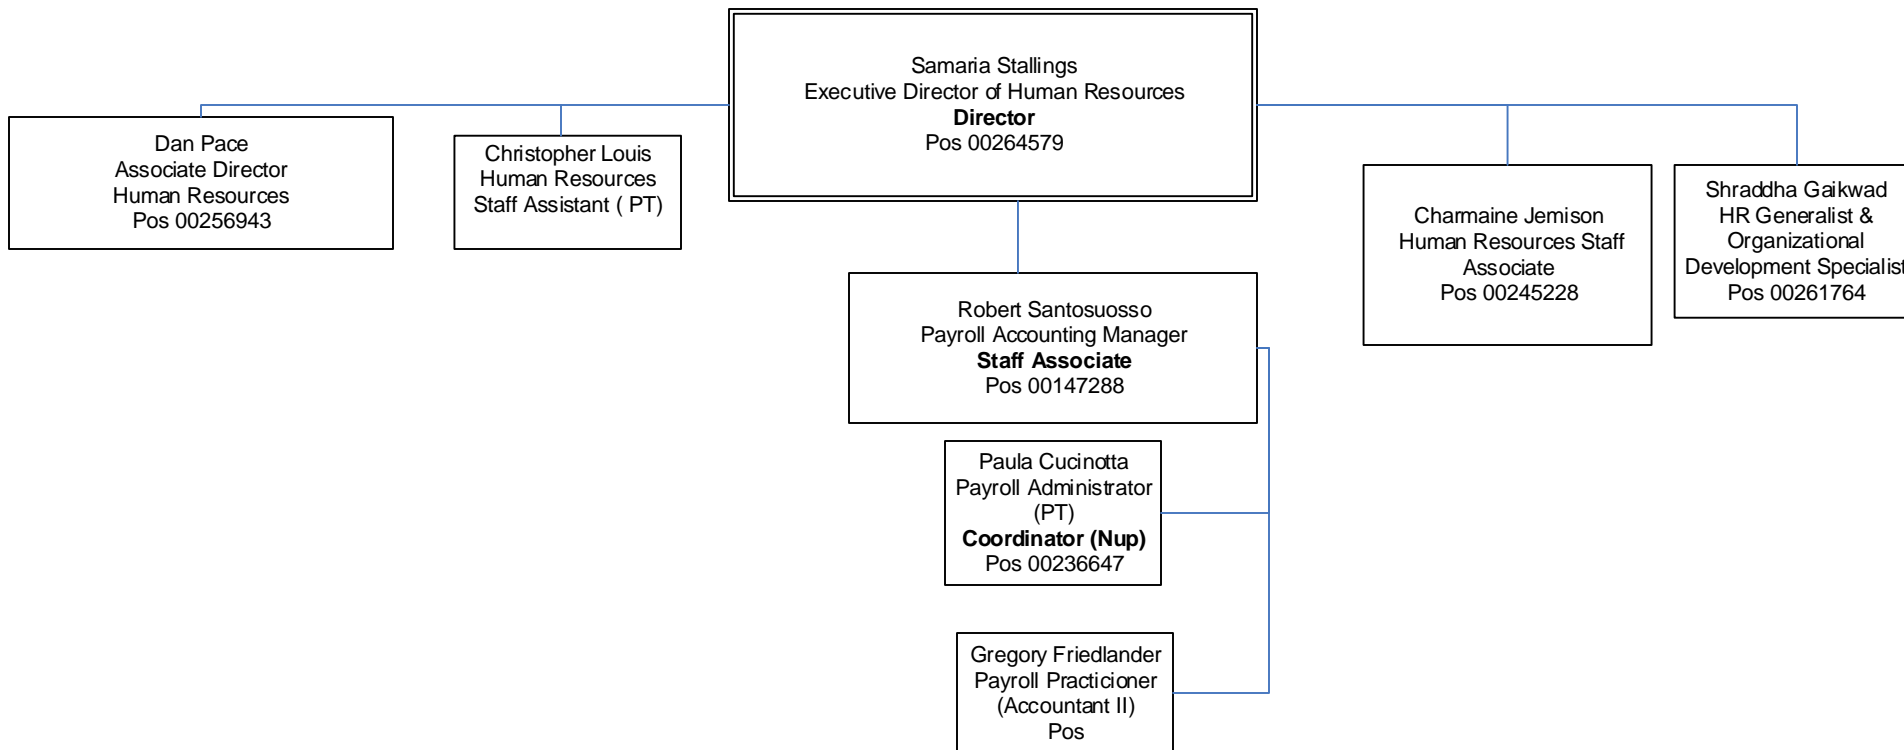 Samaria Stallings
Executive Director of Human Resources
Director
Pos 00264579
Dan Pace
Associate Director
Human Resources
Pos 00256943
Christopher Louis
Human Resources
Staff Assistant ( PT)
Charmaine Jemison
Human Resources Staff
Associate
Pos 00245228
Shraddha Gaikwad
HR Generalist &
Organizational
Development Specialist
Pos 00261764
Robert Santosuosso
Payroll Accounting Manager
Staff Associate
Pos 00147288
Paula Cucinotta
Payroll Administrator
(PT)
Coordinator (Nup)
Pos 00236647
Gregory Friedlander
Payroll Practicioner
(Accountant II)
Pos